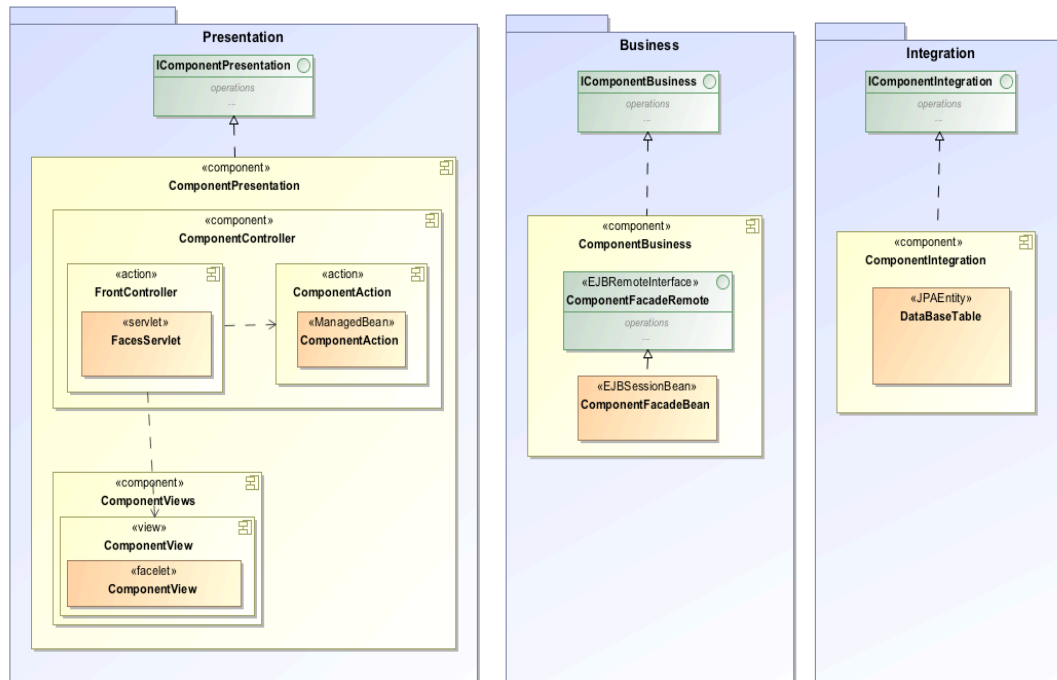 Presentation
IComponentPresentation
operations
...
«component»
ComponentPresentation
«component»
ComponentController
«action»
FrontController
«servlet»
FacesServlet
«action»
ComponentAction
«ManagedBean»
ComponentAction
«component»
ComponentViews
«view»
ComponentView
«facelet»
ComponentView
Business
IComponentBusiness
operations
...
«component»
ComponentBusiness
«EJBRemoteInterface»
ComponentFacadeRemote
operations
...
«EJBSessionBean»
ComponentFacadeBean
Integration
IComponentIntegration
operations
...
«component»
ComponentIntegration
«JPAEntity»
DataBaseTable